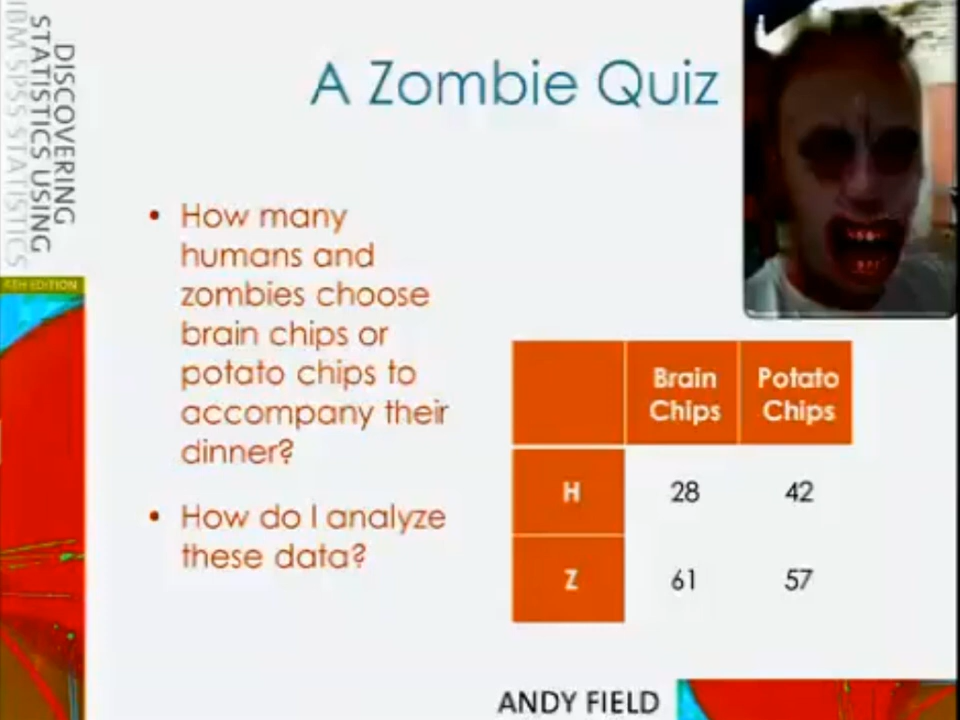 DISCOVERING
STATISTICS USING
IBM SPSS STATISTICS
4TH EDITION
A Zombie Quiz
• How many
humans and
zombies choose
brain chips or
potato chips to
accompany their
dinner?
• How do I analyze
these data?
Brain Chips Potato Chips
H 28 42
Z 61 57
ANDY FIELD